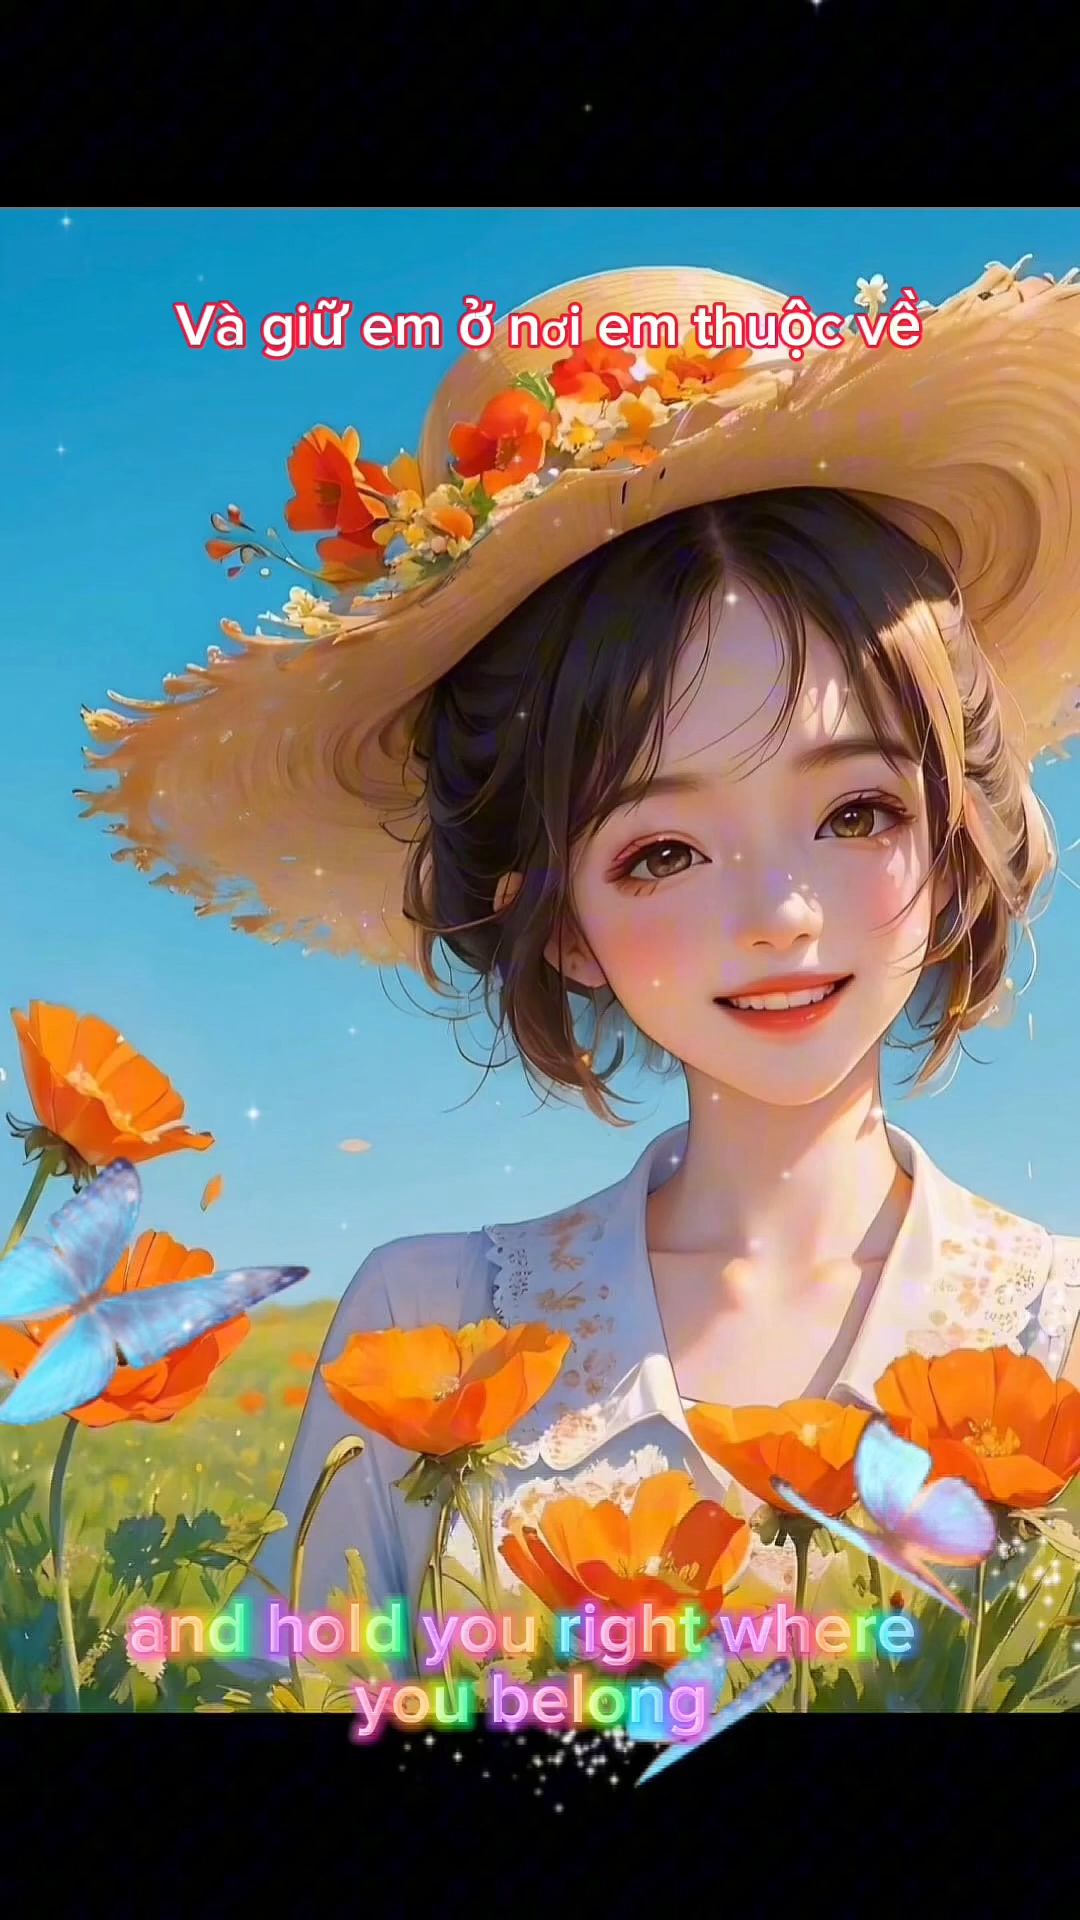 Và giữ em ở nơi em thuộc về
and hold you right where
you belong